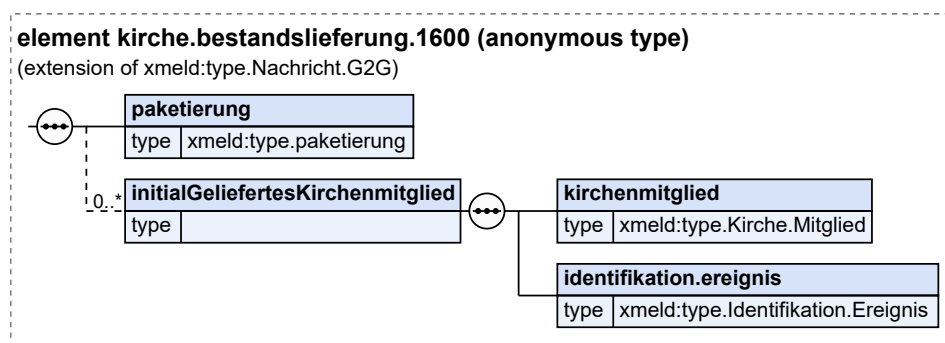 element kirche.bestandslieferung.1600 (anonymous type)
(extension of xmeld:type.Nachricht.G2G)
paketierung
type xmeld:type.paketierung
0..*
initialGeliefertesKirchenmitglied
type
kirchenmitglied
type xmeld:type.Kirche.Mitglied
identifikation.ereignis
type xmeld:type.Identifikation.Ereignis